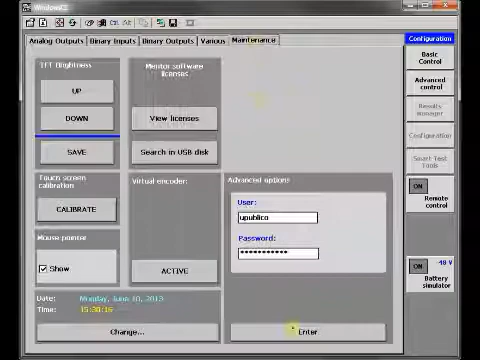 Analog Outputs
Binary Inputs
Binary Outputs
Various
Maintenance
Configuration
TFT Brightness
UP
DOWN
SAVE
Touch screen
calibration
CALIBRATE
Mouse pointer
Show
Mentor software
licenses
View licenses
Search in USB disk
Virtual encoder:
ACTIVE
Advanced options
User:
upublico
Password:
***********
Enter
Date:
Monday, June 10, 2013
Time:
15:30:16
Change...
Basic
Control
Advanced
control
Results
manager
Configuration
Smart Test
Tools
ON
Remote
control
ON
-48 V
Battery
simulator